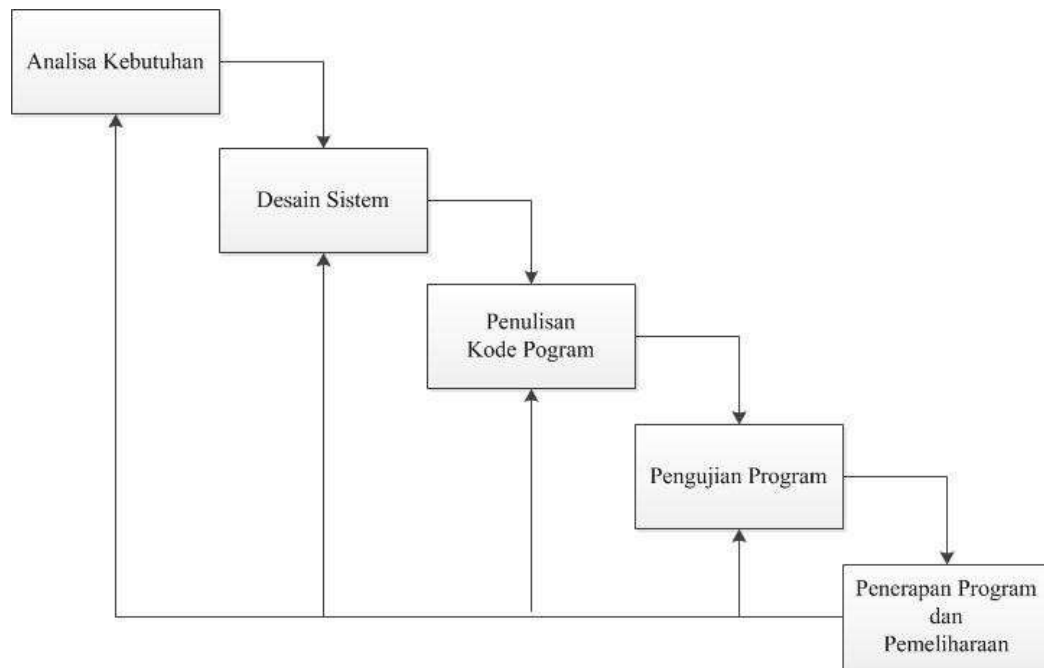 Analisa Kebutuhan
Desain Sistem
Penulisan
Kode Pogram
Pengujian Program
Penerapan Program
dan
Pemeliharaan